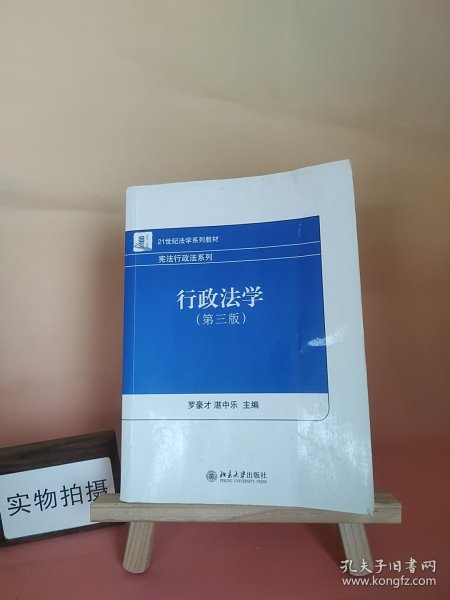 21世纪法学系列教材
宪法行政法系列
行政法学
(第三版)
罗豪才 湛中乐 主编
北京大学出版社
PEKING UNIVERSITY PRESS
实物拍摄
孔夫子旧书网
www.kongfz.com